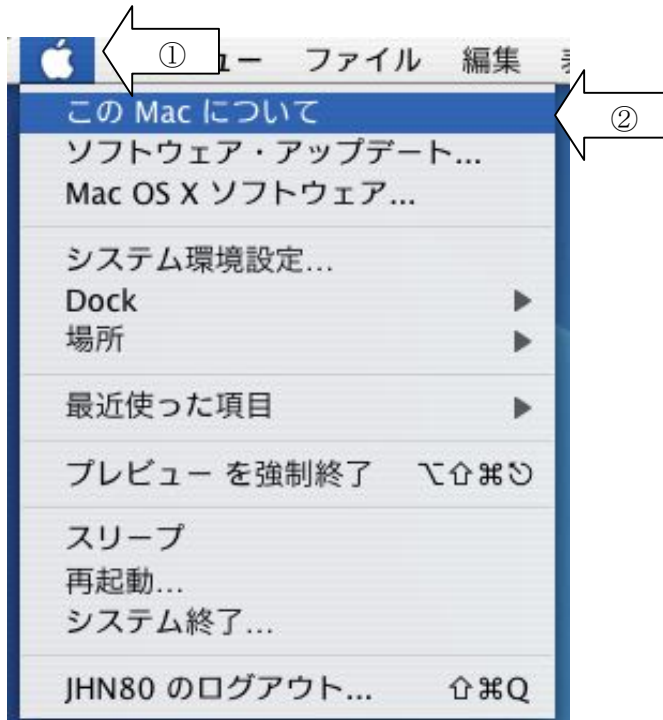 ① ュー ファイル 編集
この Mac について ②
ソフトウェア・アップデート...
Mac OS X ソフトウェア...
システム環境設定...
Dock ▶
場所 ▶
最近使った項目 ▶
プレビュー を強制終了 ⌥⇧⌘⎋
スリープ
再起動...
システム終了...
JHN80 のログアウト... ⇧⌘Q